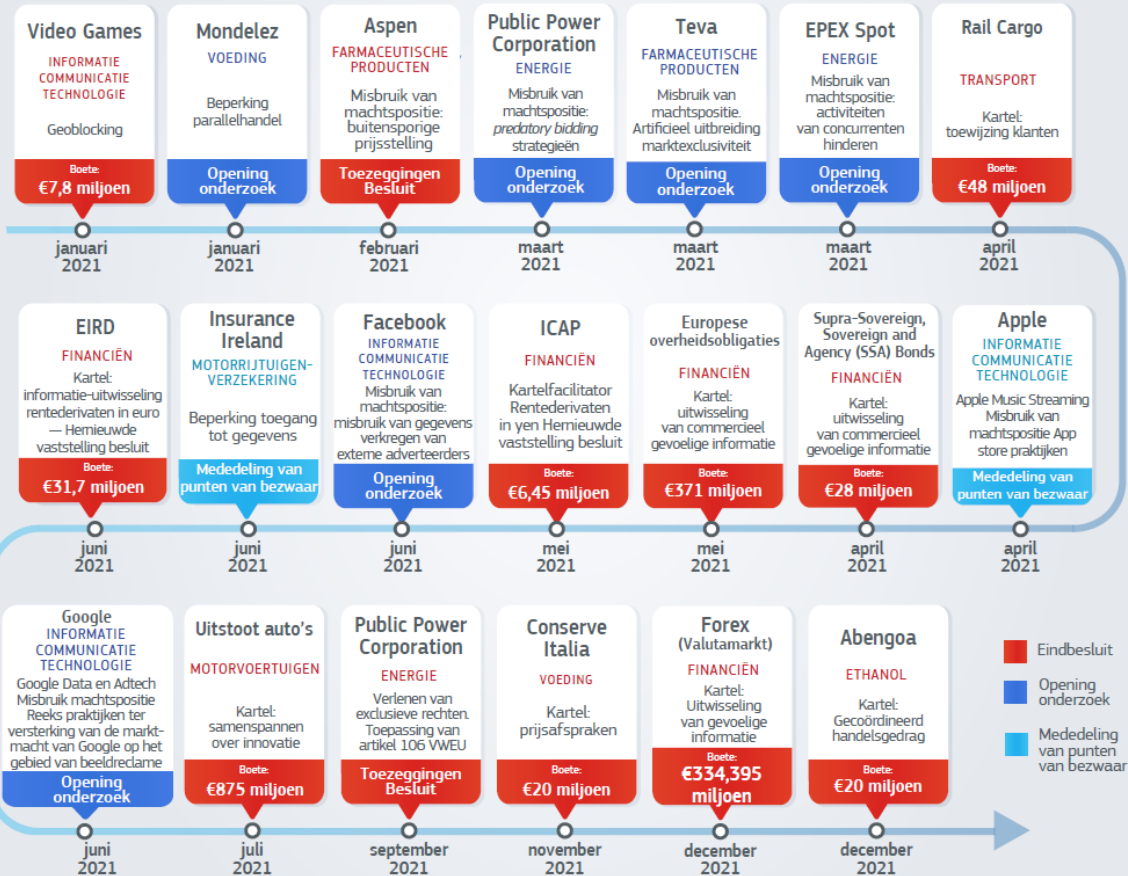 Video Games
INFORMATIE
COMMUNICATIE
TECHNOLOGIE
Geoblocking
Boete:
€7,8 miljoen
januari
2021
Mondelez
VOEDING
Beperking
parallelhandel
Opening
onderzoek
januari
2021
Aspen
FARMACEUTISCHE
PRODUCTEN
Misbruik van
machtspositie:
buitensporige
prijsstelling
Toezeggingen
Besluit
februari
2021
Public Power
Corporation
ENERGIE
Misbruik van
machtspositie:
predatory bidding
strategieën
Opening
onderzoek
maart
2021
Teva
FARMACEUTISCHE
PRODUCTEN
Misbruik van
machtspositie.
Artificieel uitbreiding
marktexclusiviteit
Opening
onderzoek
maart
2021
EPEX Spot
ENERGIE
Misbruik van
machtspositie:
activiteiten
van concurrenten
hinderen
Opening
onderzoek
maart
2021
Rail Cargo
TRANSPORT
Kartel:
toewijzing klanten
Boete:
€48 miljoen
april
2021
EIRD
FINANCIËN
Kartel:
informatie-uitwisseling
rentederivaten in euro
— Hernieuwde
vaststelling besluit
Boete:
€31,7 miljoen
juni
2021
Insurance
Ireland
MOTORRIJTUIGEN-
VERZEKERING
Beperking toegang
tot gegevens
Mededeling van
punten van bezwaar
juni
2021
Facebook
INFORMATIE
COMMUNICATIE
TECHNOLOGIE
Misbruik van
machtspositie:
misbruik van gegevens
verkregen van
externe adverteerders
Opening
onderzoek
juni
2021
ICAP
FINANCIËN
Kartelfacilitator
Rentederivaten
in yen Hernieuwde
vaststelling besluit
Boete:
€6,45 miljoen
mei
2021
Europese
overheidsobligaties
FINANCIËN
Kartel:
uitwisseling
van commercieel
gevoelige informatie
Boete:
€371 miljoen
mei
2021
Supra-Sovereign,
Sovereign and
Agency (SSA) Bonds
FINANCIËN
Kartel:
uitwisseling
van commercieel
gevoelige informatie
Boete:
€28 miljoen
april
2021
Apple
INFORMATIE
COMMUNICATIE
TECHNOLOGIE
Apple Music Streaming
Misbruik van
machtspositie App
store praktijken
Mededeling van
punten van bezwaar
april
2021
Google
INFORMATIE
COMMUNICATIE
TECHNOLOGIE
Google Data en Adtech
Misbruik machtspositie
Reeks praktijken ter
versterking van de markt-
macht van Google op het
gebied van beeldreclame
Opening
onderzoek
juni
2021
Uitstoot auto's
MOTORVOERTUIGEN
Kartel:
samenspannen
over innovatie
Boete:
€875 miljoen
juli
2021
Public Power
Corporation
ENERGIE
Verlenen van
exclusieve rechten.
Toepassing van
artikel 106 VWEU
Toezeggingen
Besluit
september
2021
Conserve
Italia
VOEDING
Kartel:
prijsafspraken
Boete:
€20 miljoen
november
2021
Forex
(Valutamarkt)
FINANCIËN
Kartel:
Uitwisseling
van gevoelige
informatie
Boete:
€334,395
miljoen
december
2021
Abengoa
ETHANOL
Kartel:
Gecoördineerd
handelsgedrag
Boete:
€20 miljoen
december
2021
Eindbesluit
Opening
onderzoek
Mededeling
van punten
van bezwaar